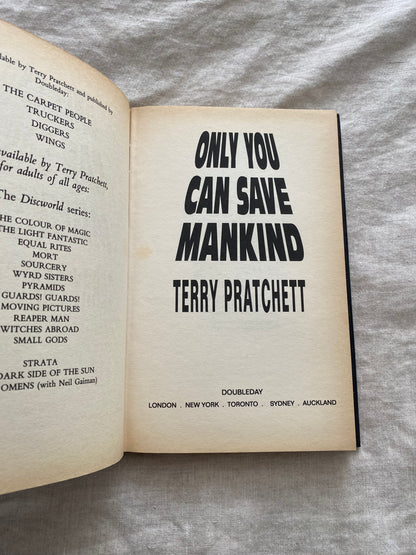 by Terry Pratchett and published by
Doubleday:
THE CARPET PEOPLE
TRUCKERS
DIGGERS
WINGS
available by Terry Pratchett,
for adults of all ages:
The Discworld series:
THE COLOUR OF MAGIC
THE LIGHT FANTASTIC
EQUAL RITES
MORT
SOURCERY
WYRD SISTERS
PYRAMIDS
GUARDS! GUARDS!
MOVING PICTURES
REAPER MAN
WITCHES ABROAD
SMALL GODS
STRATA
DARK SIDE OF THE SUN
OMENS (with Neil Gaiman)
ONLY YOU
CAN SAVE
MANKIND
TERRY PRATCHETT
DOUBLEDAY
LONDON . NEW YORK . TORONTO . SYDNEY . AUCKLAND